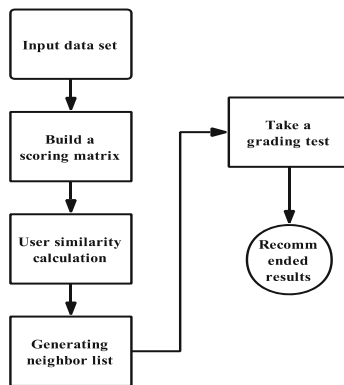 Input data set
Build a
scoring matrix
User similarity
calculation
Generating
neighbor list
Take a
grading test
Recomm
ended
results